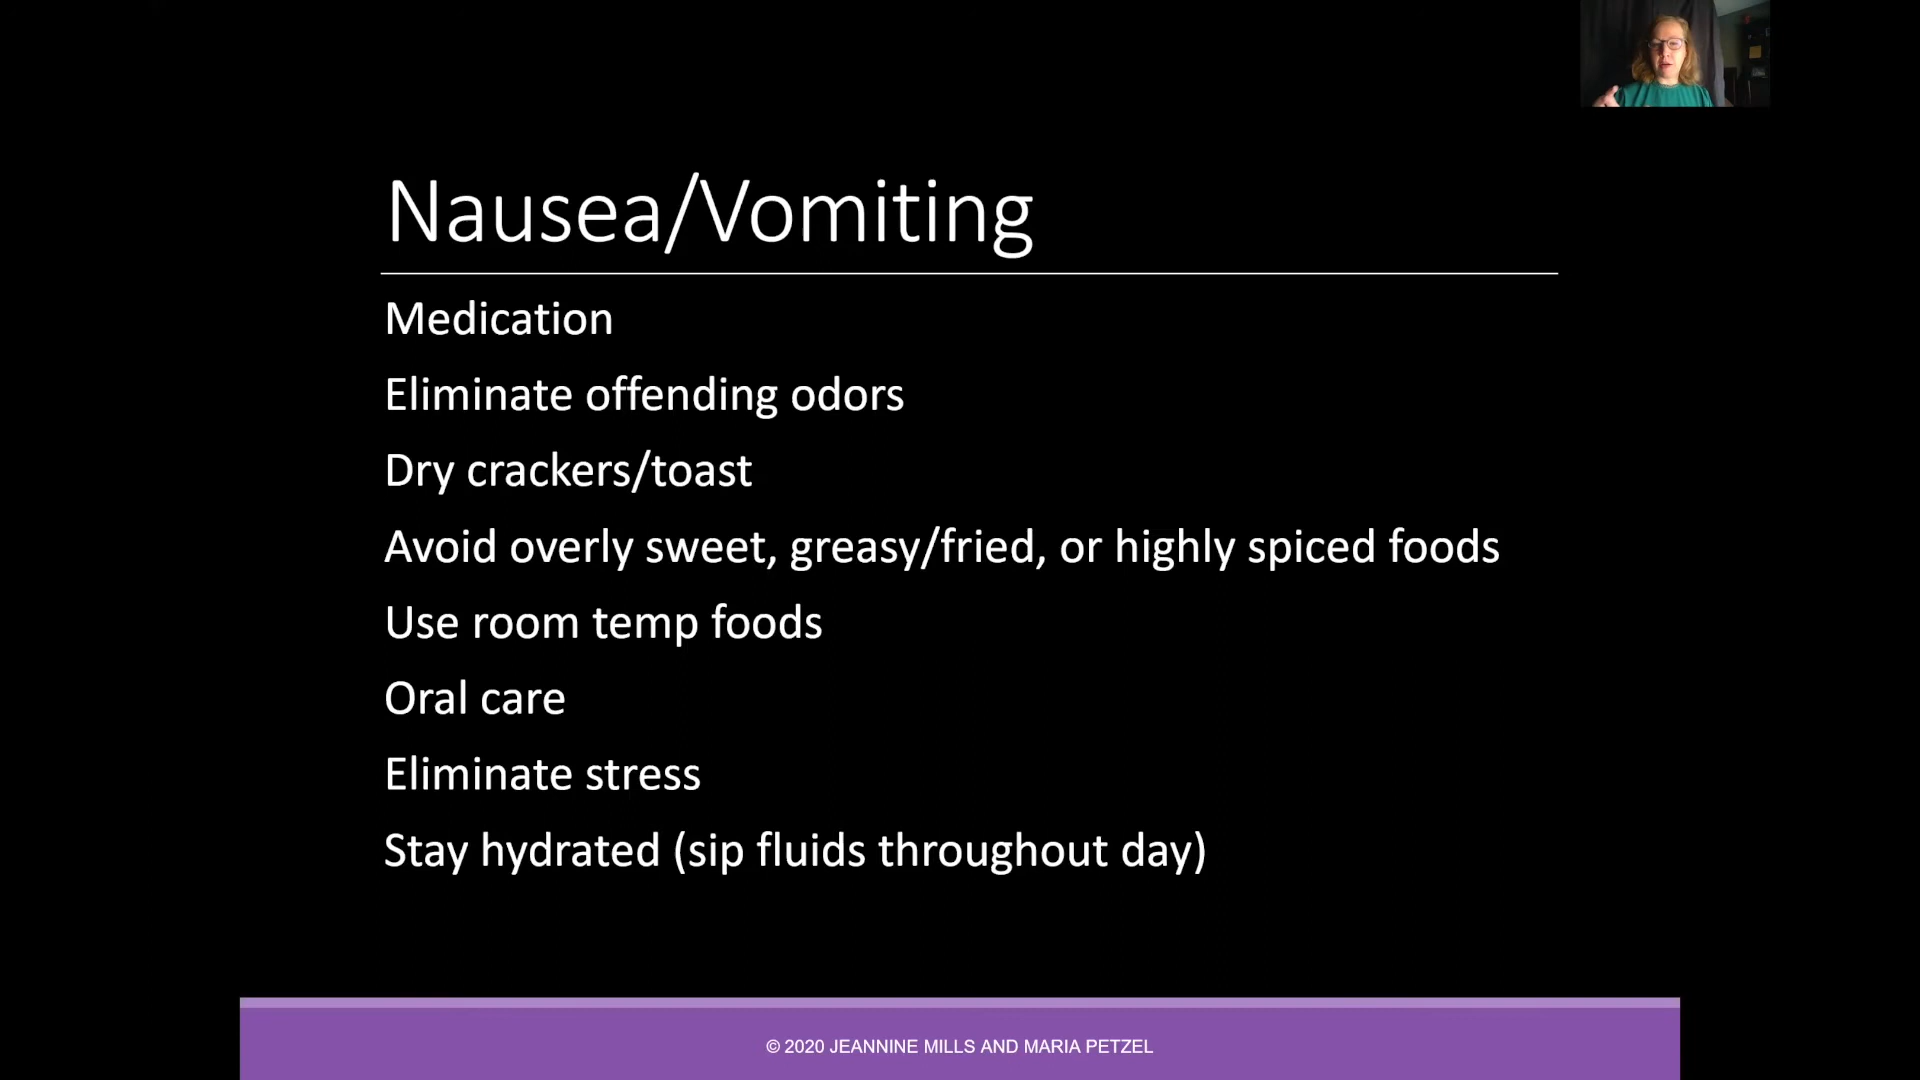 Nausea/Vomiting
Medication
Eliminate offending odors
Dry crackers/toast
Avoid overly sweet, greasy/fried, or highly spiced foods
Use room temp foods
Oral care
Eliminate stress
Stay hydrated (sip fluids throughout day)
© 2020 JEANNINE MILLS AND MARIA PETZEL